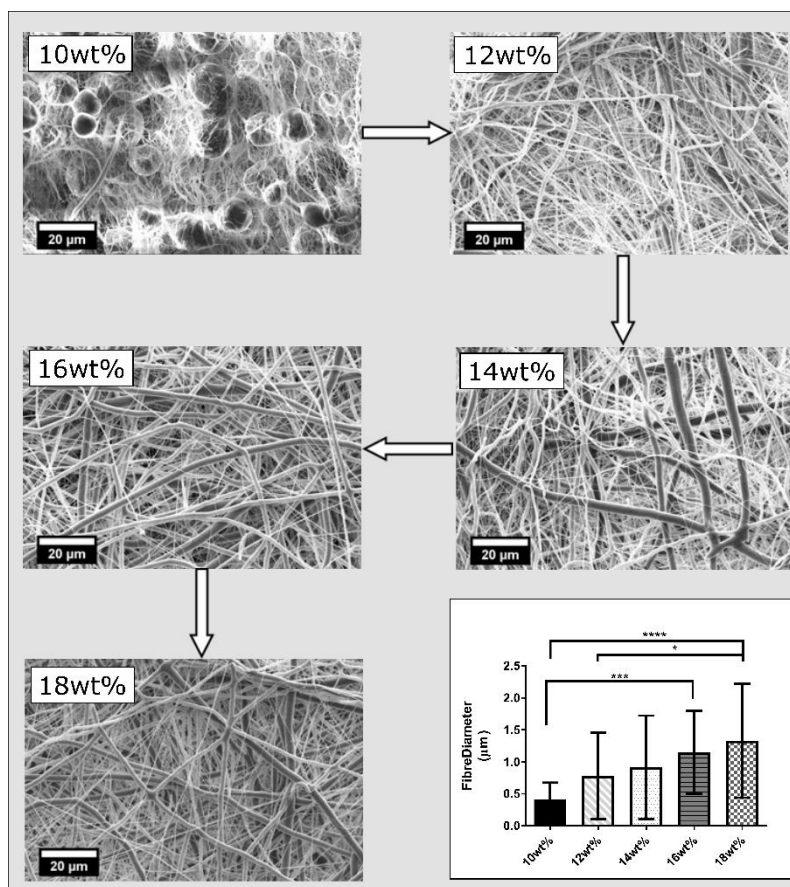 10wt%
20 µm
12wt%
20 µm
16wt%
20 µm
14wt%
20 µm
18wt%
20 µm
****
*
***
2.5
2.0
1.5
1.0
0.5
0.0
FibreDiameter
(µm)
10wt%
12wt%
14wt%
16wt%
18wt%